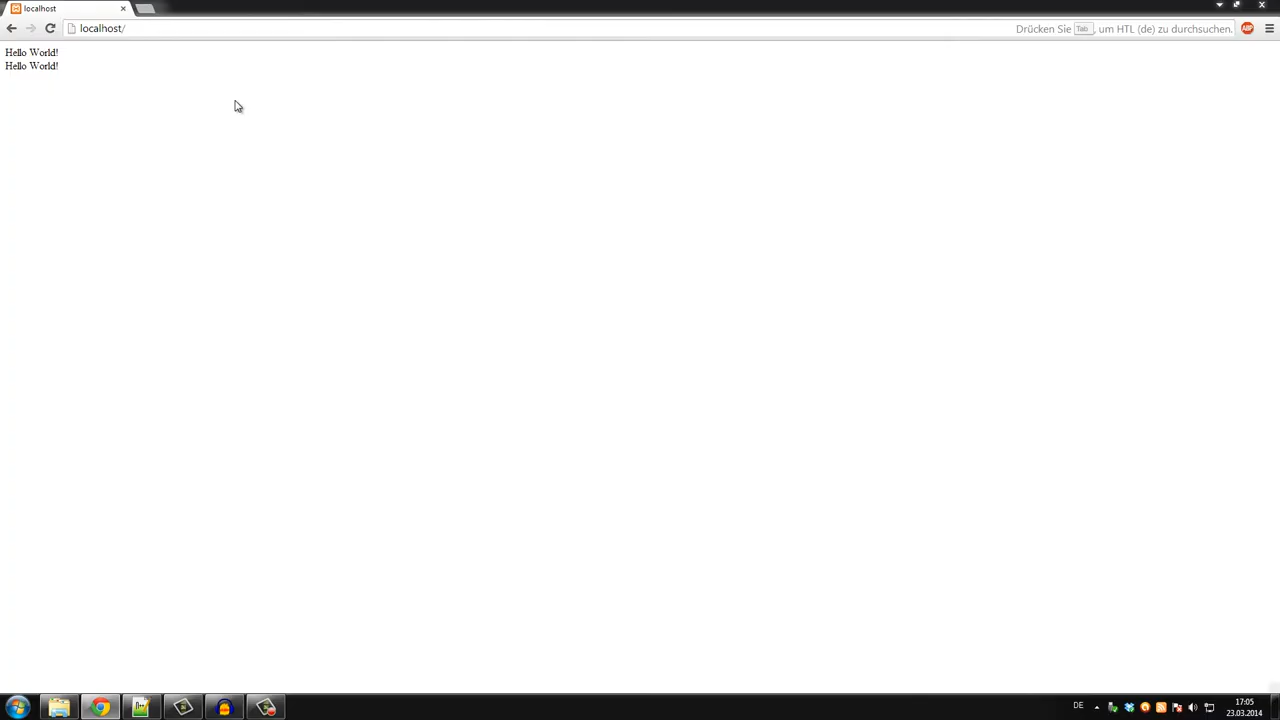 localhost
localhost/
Drücken Sie Tab, um HTL (de) zu durchsuchen.
ABP
Hello World!
Hello World!
DE
17:05
23.03.2014